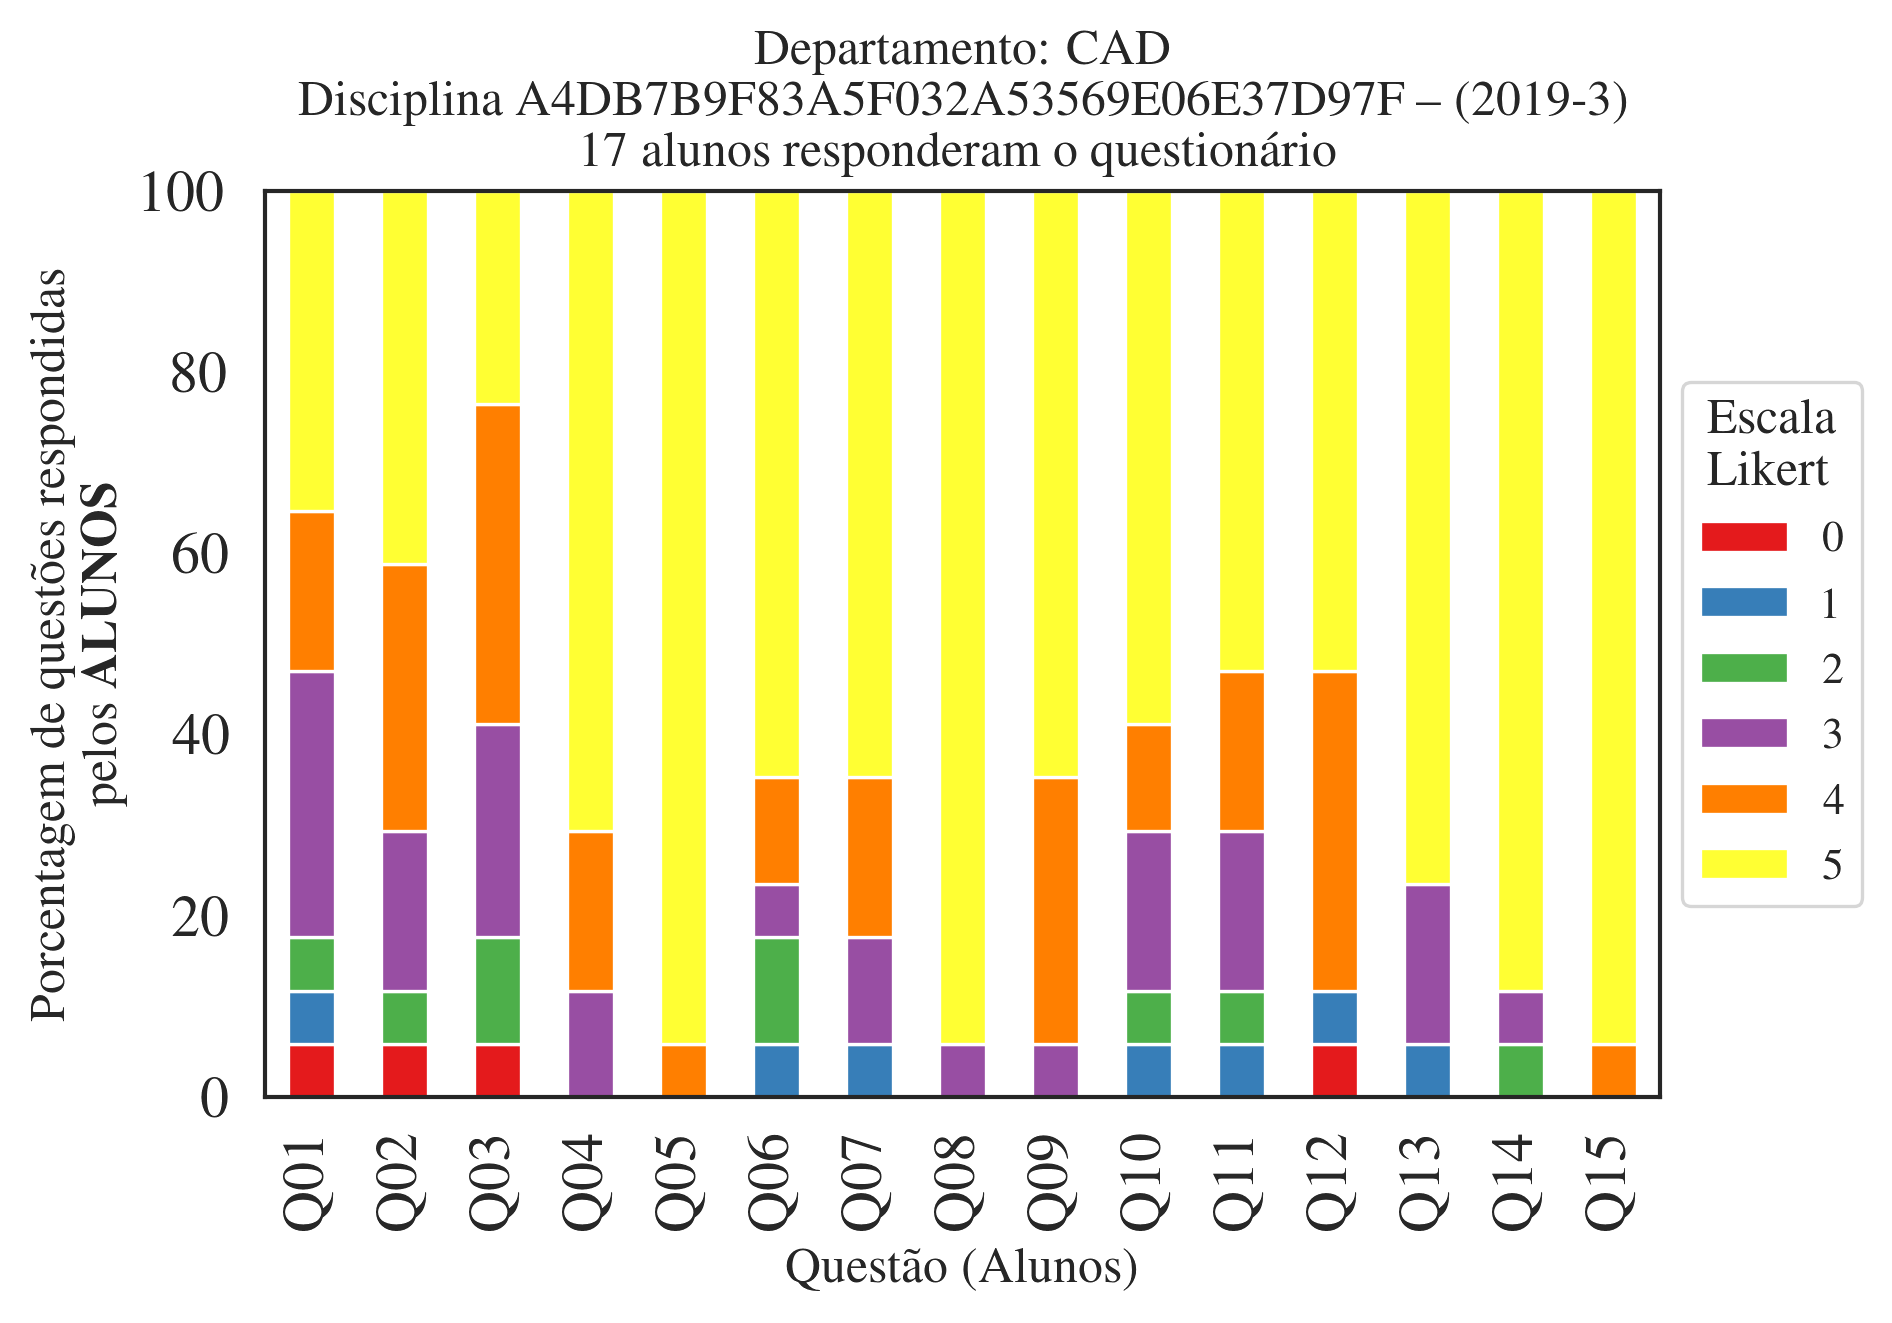 Departamento: CAD
Disciplina A4DB7B9F83A5F032A53569E06E37D97F – (2019-3)
17 alunos responderam o questionário
Porcentagem de questões respondidas
pelos ALUNOS
100
80
60
40
20
0
Q01
Q02
Q03
Q04
Q05
Q06
Q07
Q08
Q09
Q10
Q11
Q12
Q13
Q14
Q15
Questão (Alunos)
Escala
Likert
0
1
2
3
4
5